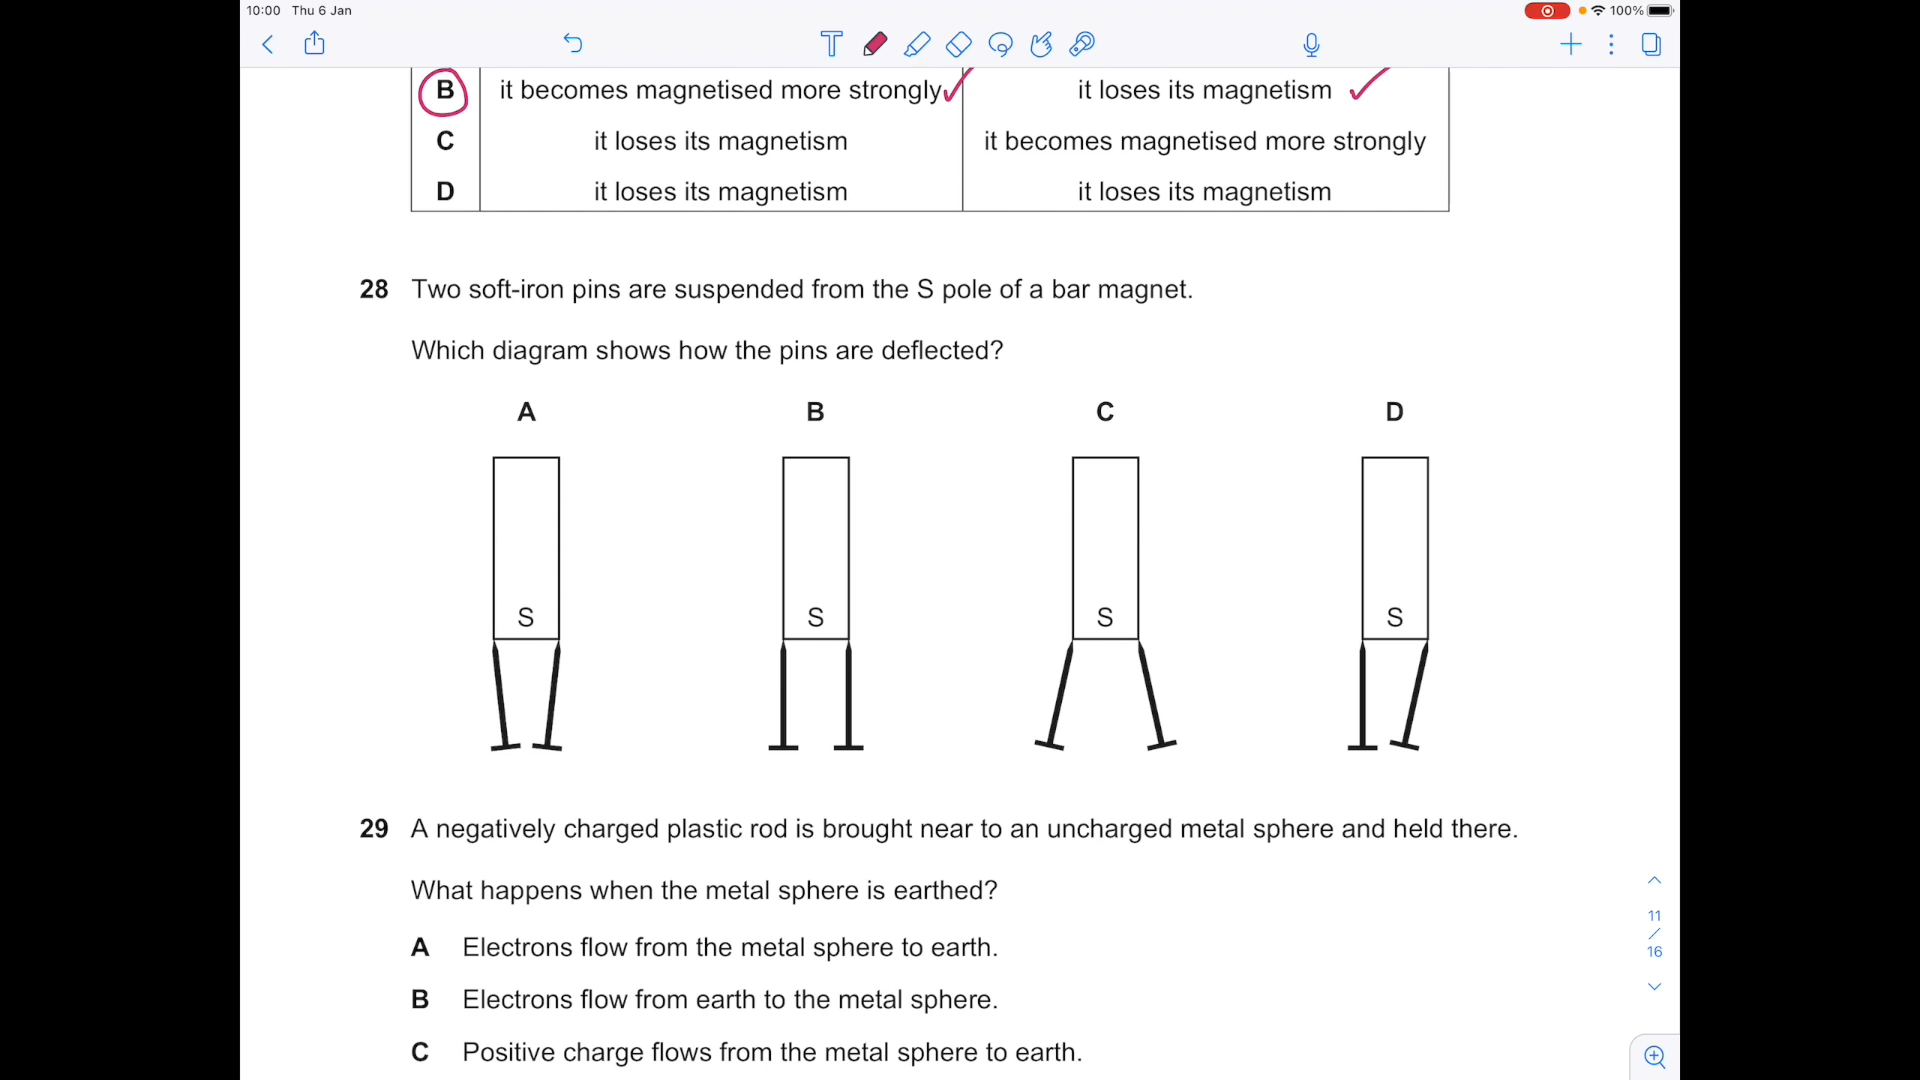 10:00 Thu 6 Jan 100%
B it becomes magnetised more strongly it loses its magnetism
C it loses its magnetism it becomes magnetised more strongly
D it loses its magnetism it loses its magnetism
28 Two soft-iron pins are suspended from the S pole of a bar magnet.
Which diagram shows how the pins are deflected?
A B C D
S S S S
29 A negatively charged plastic rod is brought near to an uncharged metal sphere and held there.
What happens when the metal sphere is earthed?
A Electrons flow from the metal sphere to earth.
B Electrons flow from earth to the metal sphere.
C Positive charge flows from the metal sphere to earth.
11
/
16